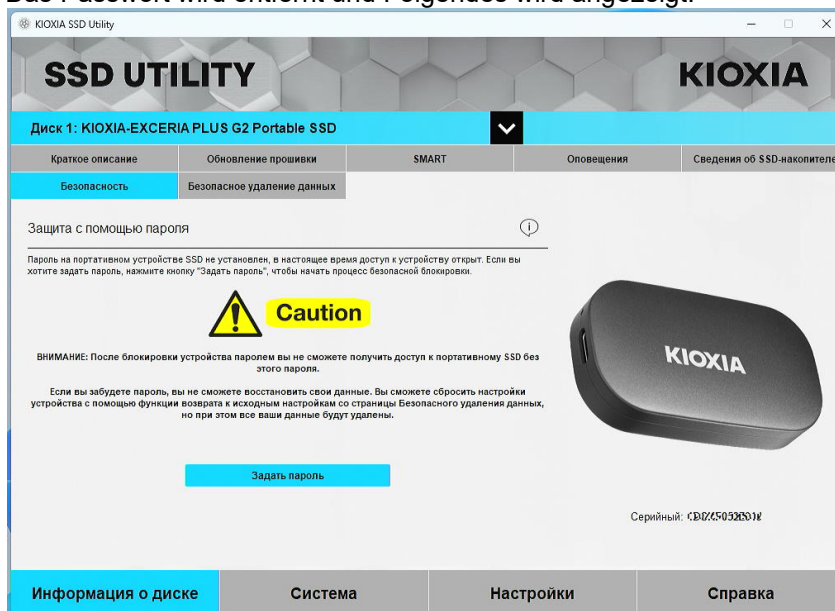 Das Passwort wird entfernt und Folgendes wird angezeigt:
KIOXIA SSD Utility
SSD UTILITY
KIOXIA
Диск 1: KIOXIA-EXCERIA PLUS G2 Portable SSD
Краткое описание
Обновление прошивки
SMART
Оповещения
Сведения об SSD-накопителе
Безопасность
Безопасное удаление данных
Защита с помощью пароля
Пароль на портативном устройстве SSD не установлен, в настоящее время доступ к устройству открыт. Если вы
хотите задать пароль, нажмите кнопку "Задать пароль", чтобы начать процесс безопасной блокировки.
Caution
ВНИМАНИЕ: После блокировки устройства паролем вы не сможете получить доступ к портативному SSD без
этого пароля.
Если вы забудете пароль, вы не сможете восстановить свои данные. Вы сможете сбросить настройки
устройства с помощью функции возврата к исходным настройкам со страницы Безопасного удаления данных,
но при этом все ваши данные будут удалены.
KIOXIA
Задать пароль
Серийный:
Информация о диске
Система
Настройки
Справка